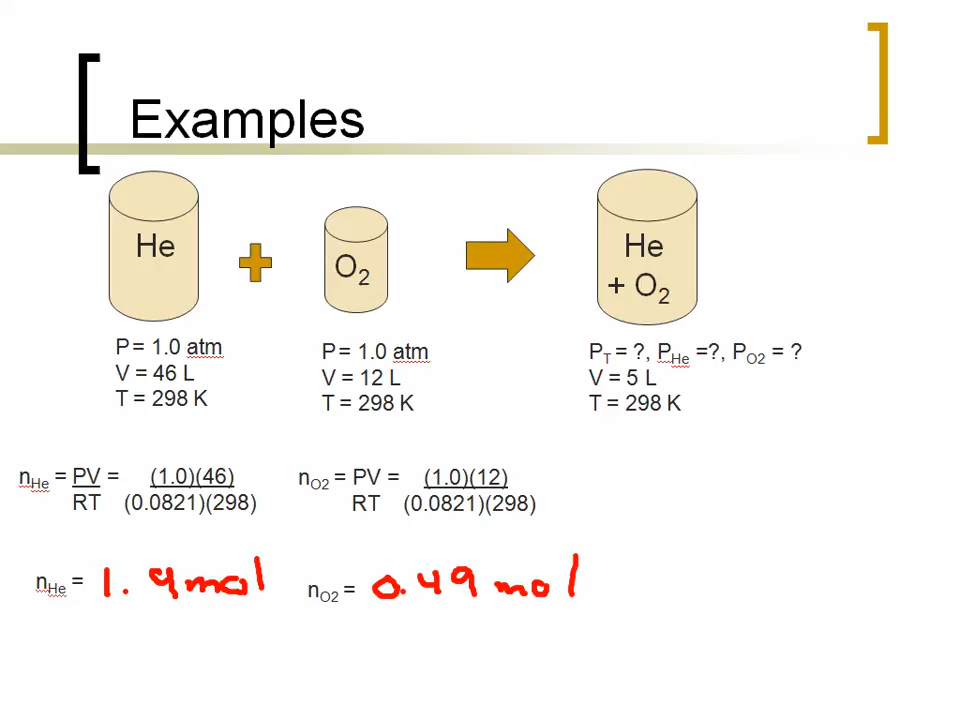 Examples
He
O2
He
+ O2
P = 1.0 atm
V = 46 L
T = 298 K
P = 1.0 atm
V = 12 L
T = 298 K
PT = ?, PHe =?, PO2 = ?
V = 5 L
T = 298 K
nHe = PV = (1.0)(46)
RT (0.0821)(298)
nO2 = PV = (1.0)(12)
RT (0.0821)(298)
nHe = 1.9 mol
nO2 = 0.49 mol